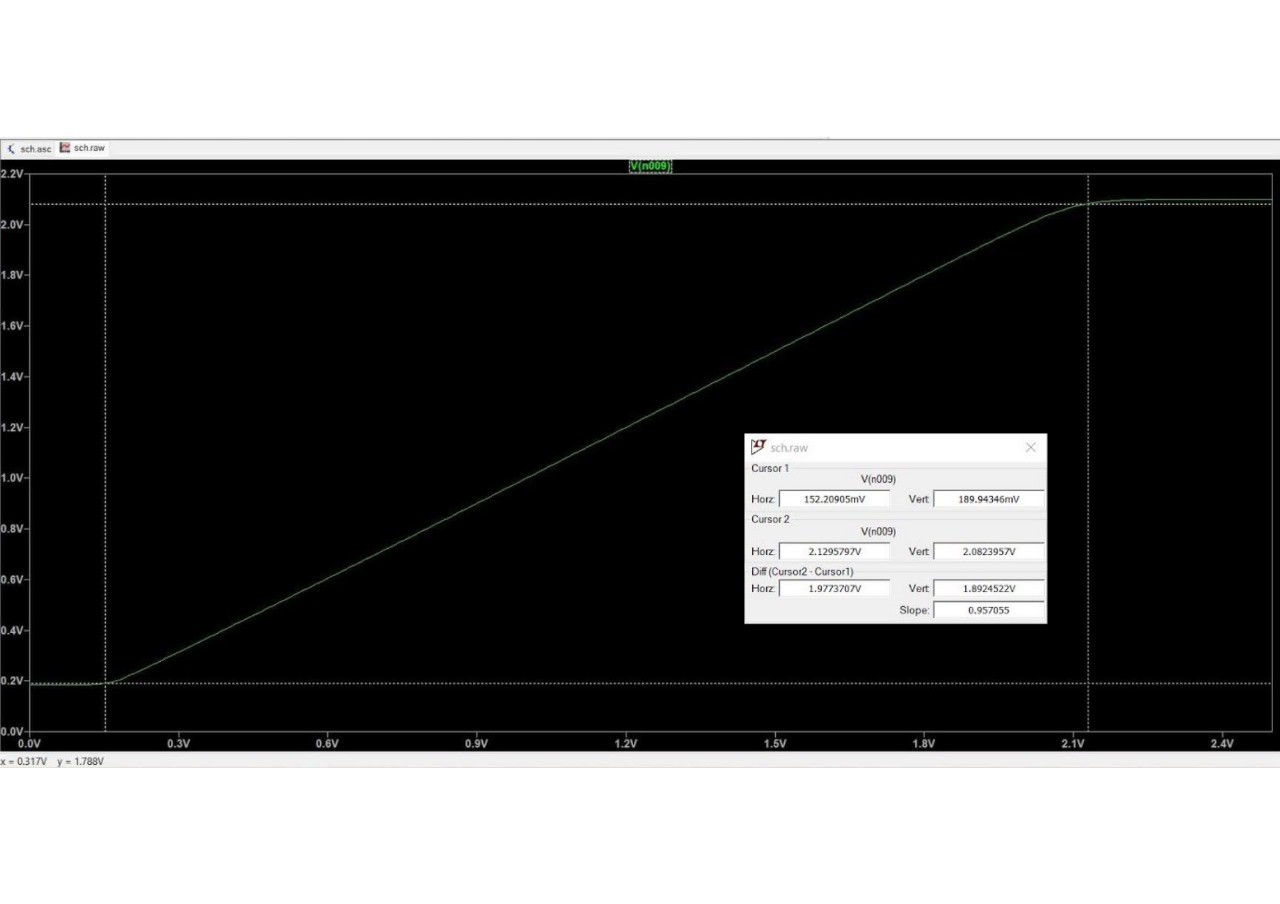 sch.asc sch.raw
V(n009)
2.2V
2.0V
1.8V
1.6V
1.4V
1.2V
1.0V
0.8V
0.6V
0.4V
0.2V
0.0V
0.0V 0.3V 0.6V 0.9V 1.2V 1.5V 1.8V 2.1V 2.4V
sch.raw
Cursor 1
V(n009)
Horz: 152.20905mV Vert: 189.94346mV
Cursor 2
V(n009)
Horz: 2.1295797V Vert: 2.0823957V
Diff (Cursor2 - Cursor1)
Horz: 1.9773707V Vert: 1.8924522V
Slope: 0.957055
x = 0.317V y = 1.788V